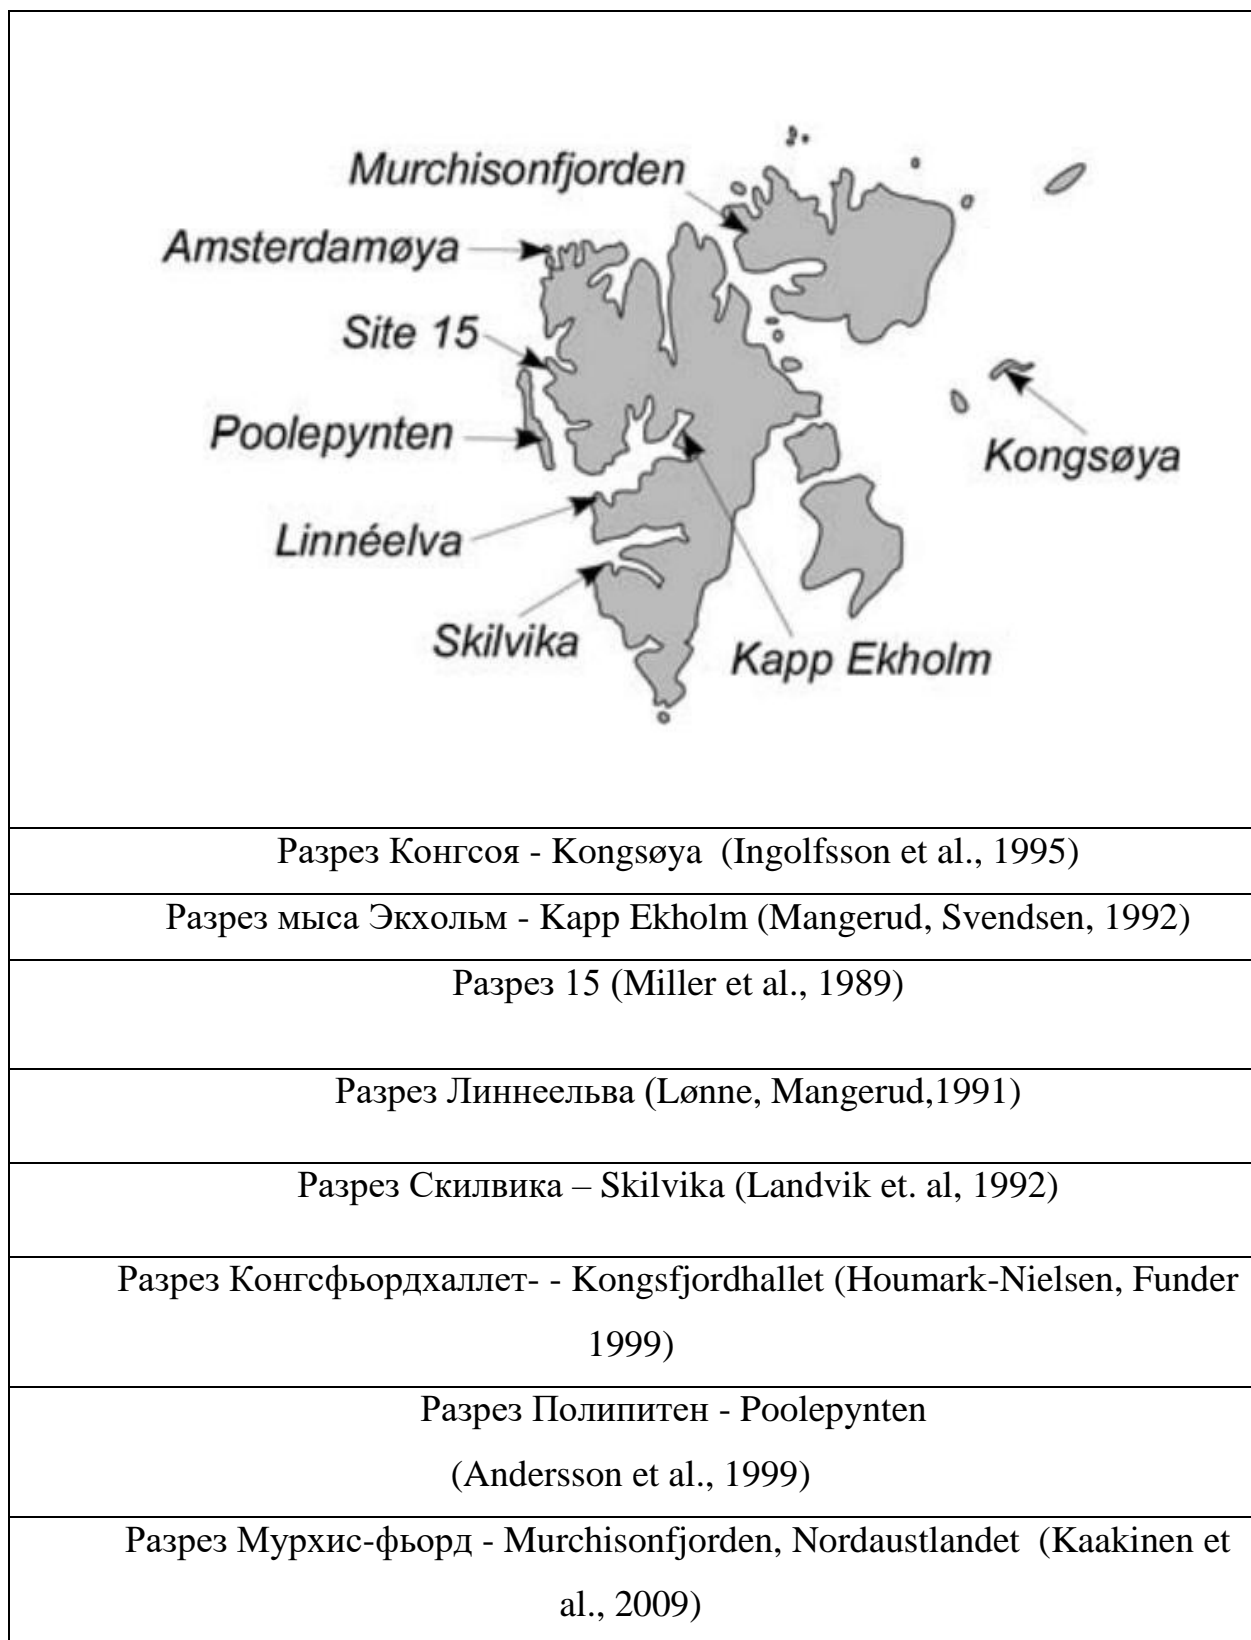 Murchisonfjorden
Amsterdamøya
Site 15
Poolepynten
Kongsøya
Linnéelva
Skilvika
Kapp Ekholm
Разрез Конгсоя - Kongsøya (Ingolfsson et al., 1995)
Разрез мыса Экхольм - Kapp Ekholm (Mangerud, Svendsen, 1992)
Разрез 15 (Miller et al., 1989)
Разрез Линнеельва (Lønne, Mangerud,1991)
Разрез Скилвика – Skilvika (Landvik et. al, 1992)
Разрез Конгсфьордхаллет- - Kongsfjordhallet (Houmark-Nielsen, Funder
1999)
Разрез Полипитен - Poolepynten
(Andersson et al., 1999)
Разрез Мурхис-фьорд - Murchisonfjorden, Nordaustlandet (Kaakinen et
al., 2009)